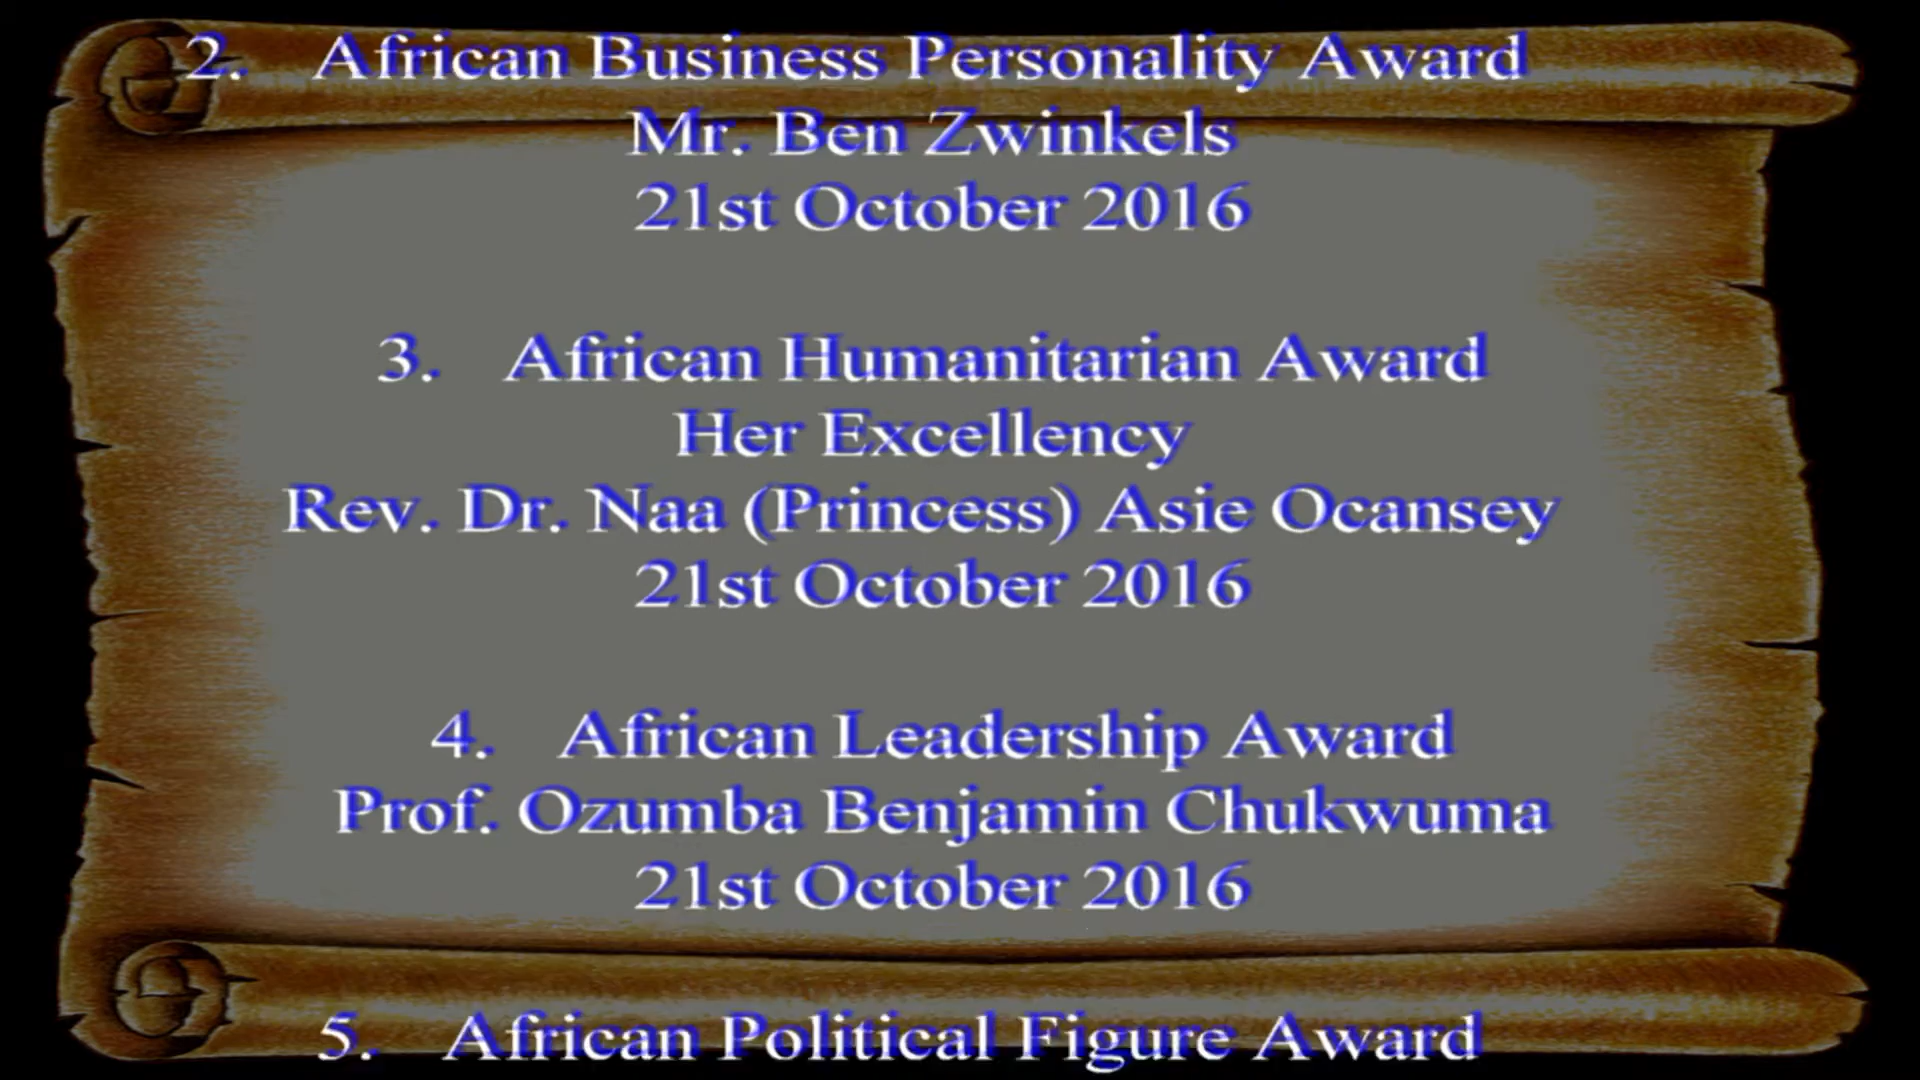 2. African Business Personality Award
Mr. Ben Zwinkels
21st October 2016
3. African Humanitarian Award
Her Excellency
Rev. Dr. Naa (Princess) Asie Ocansey
21st October 2016
4. African Leadership Award
Prof. Ozumba Benjamin Chukwuma
21st October 2016
5. African Political Figure Award